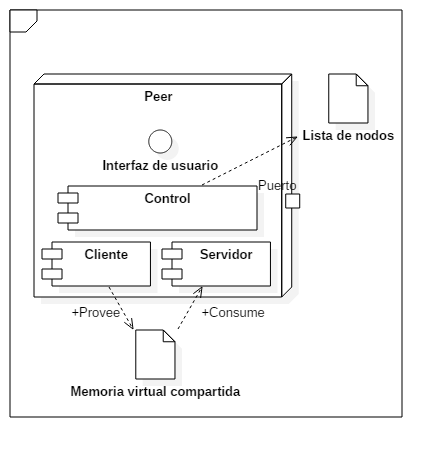 Peer
Interfaz de usuario
Lista de nodos
Puerto
Control
Cliente
Servidor
+Provee
+Consume
Memoria virtual compartida